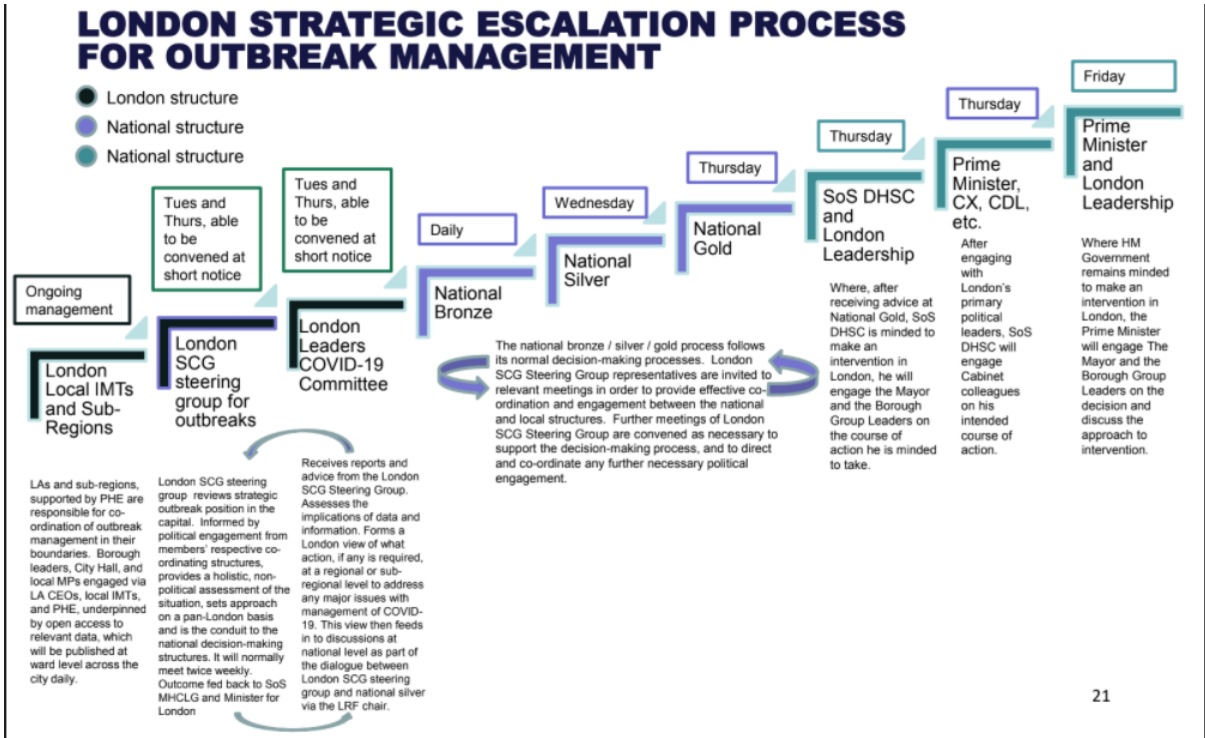 LONDON STRATEGIC ESCALATION PROCESS
FOR OUTBREAK MANAGEMENT
London structure
National structure
National structure
Ongoing
management
London
Local IMTs
and Sub-
Regions
LAs and sub-regions,
supported by PHE are
responsible for co-
ordination of outbreak
management in their
boundaries. Borough
leaders, City Hall, and
local MPs engaged via
LA CEOs, local IMTs,
and PHE, underpinned
by open access to
relevant data, which
will be published at
ward level across the
city daily.
Tues and
Thurs, able
to be
convened at
short notice
London
SCG
steering
group for
outbreaks
London SCG steering
group reviews strategic
outbreak position in the
capital. Informed by
political engagement from
members' respective co-
ordinating structures,
provides a holistic, non-
political assessment of the
situation, sets approach
on a pan-London basis
and is the conduit to the
national decision-making
structures. It will normally
meet twice weekly.
Outcome fed back to SoS
MHCLG and Minister for
London
Tues and
Thurs, able
to be
convened at
short notice
London
Leaders
COVID-19
Committee
Receives reports and
advice from the London
SCG Steering Group.
Assesses the
implications of data and
information. Forms a
London view of what
action, if any is required,
at a regional or sub-
regional level to address
any major issues with
management of COVID-
19. This view then feeds
in to discussions at
national level as part of
the dialogue between
London SCG steering
group and national silver
via the LRF chair.
Daily
National
Bronze
Wednesday
National
Silver
Thursday
National
Gold
The national bronze / silver / gold process follows
its normal decision-making processes. London
SCG Steering Group representatives are invited to
relevant meetings in order to provide effective co-
ordination and engagement between the national
and local structures. Further meetings of London
SCG Steering Group are convened as necessary to
support the decision-making process, and to direct
and co-ordinate any further necessary political
engagement.
Thursday
SoS DHSC
and
London
Leadership
Where, after
receiving advice at
National Gold, SoS
DHSC is minded to
make an
intervention in
London, he will
engage the Mayor
and the Borough
Group Leaders on
the course of
action he is minded
to take.
Thursday
Prime
Minister,
CX, CDL,
etc.
After
engaging
with
London's
primary
political
leaders, SoS
DHSC will
engage
Cabinet
colleagues
on his
intended
course of
action.
Friday
Prime
Minister
and
London
Leadership
Where HM
Government
remains minded
to make an
intervention in
London, the
Prime Minister
will engage The
Mayor and the
Borough Group
Leaders on the
decision and
discuss the
approach to
intervention.
21